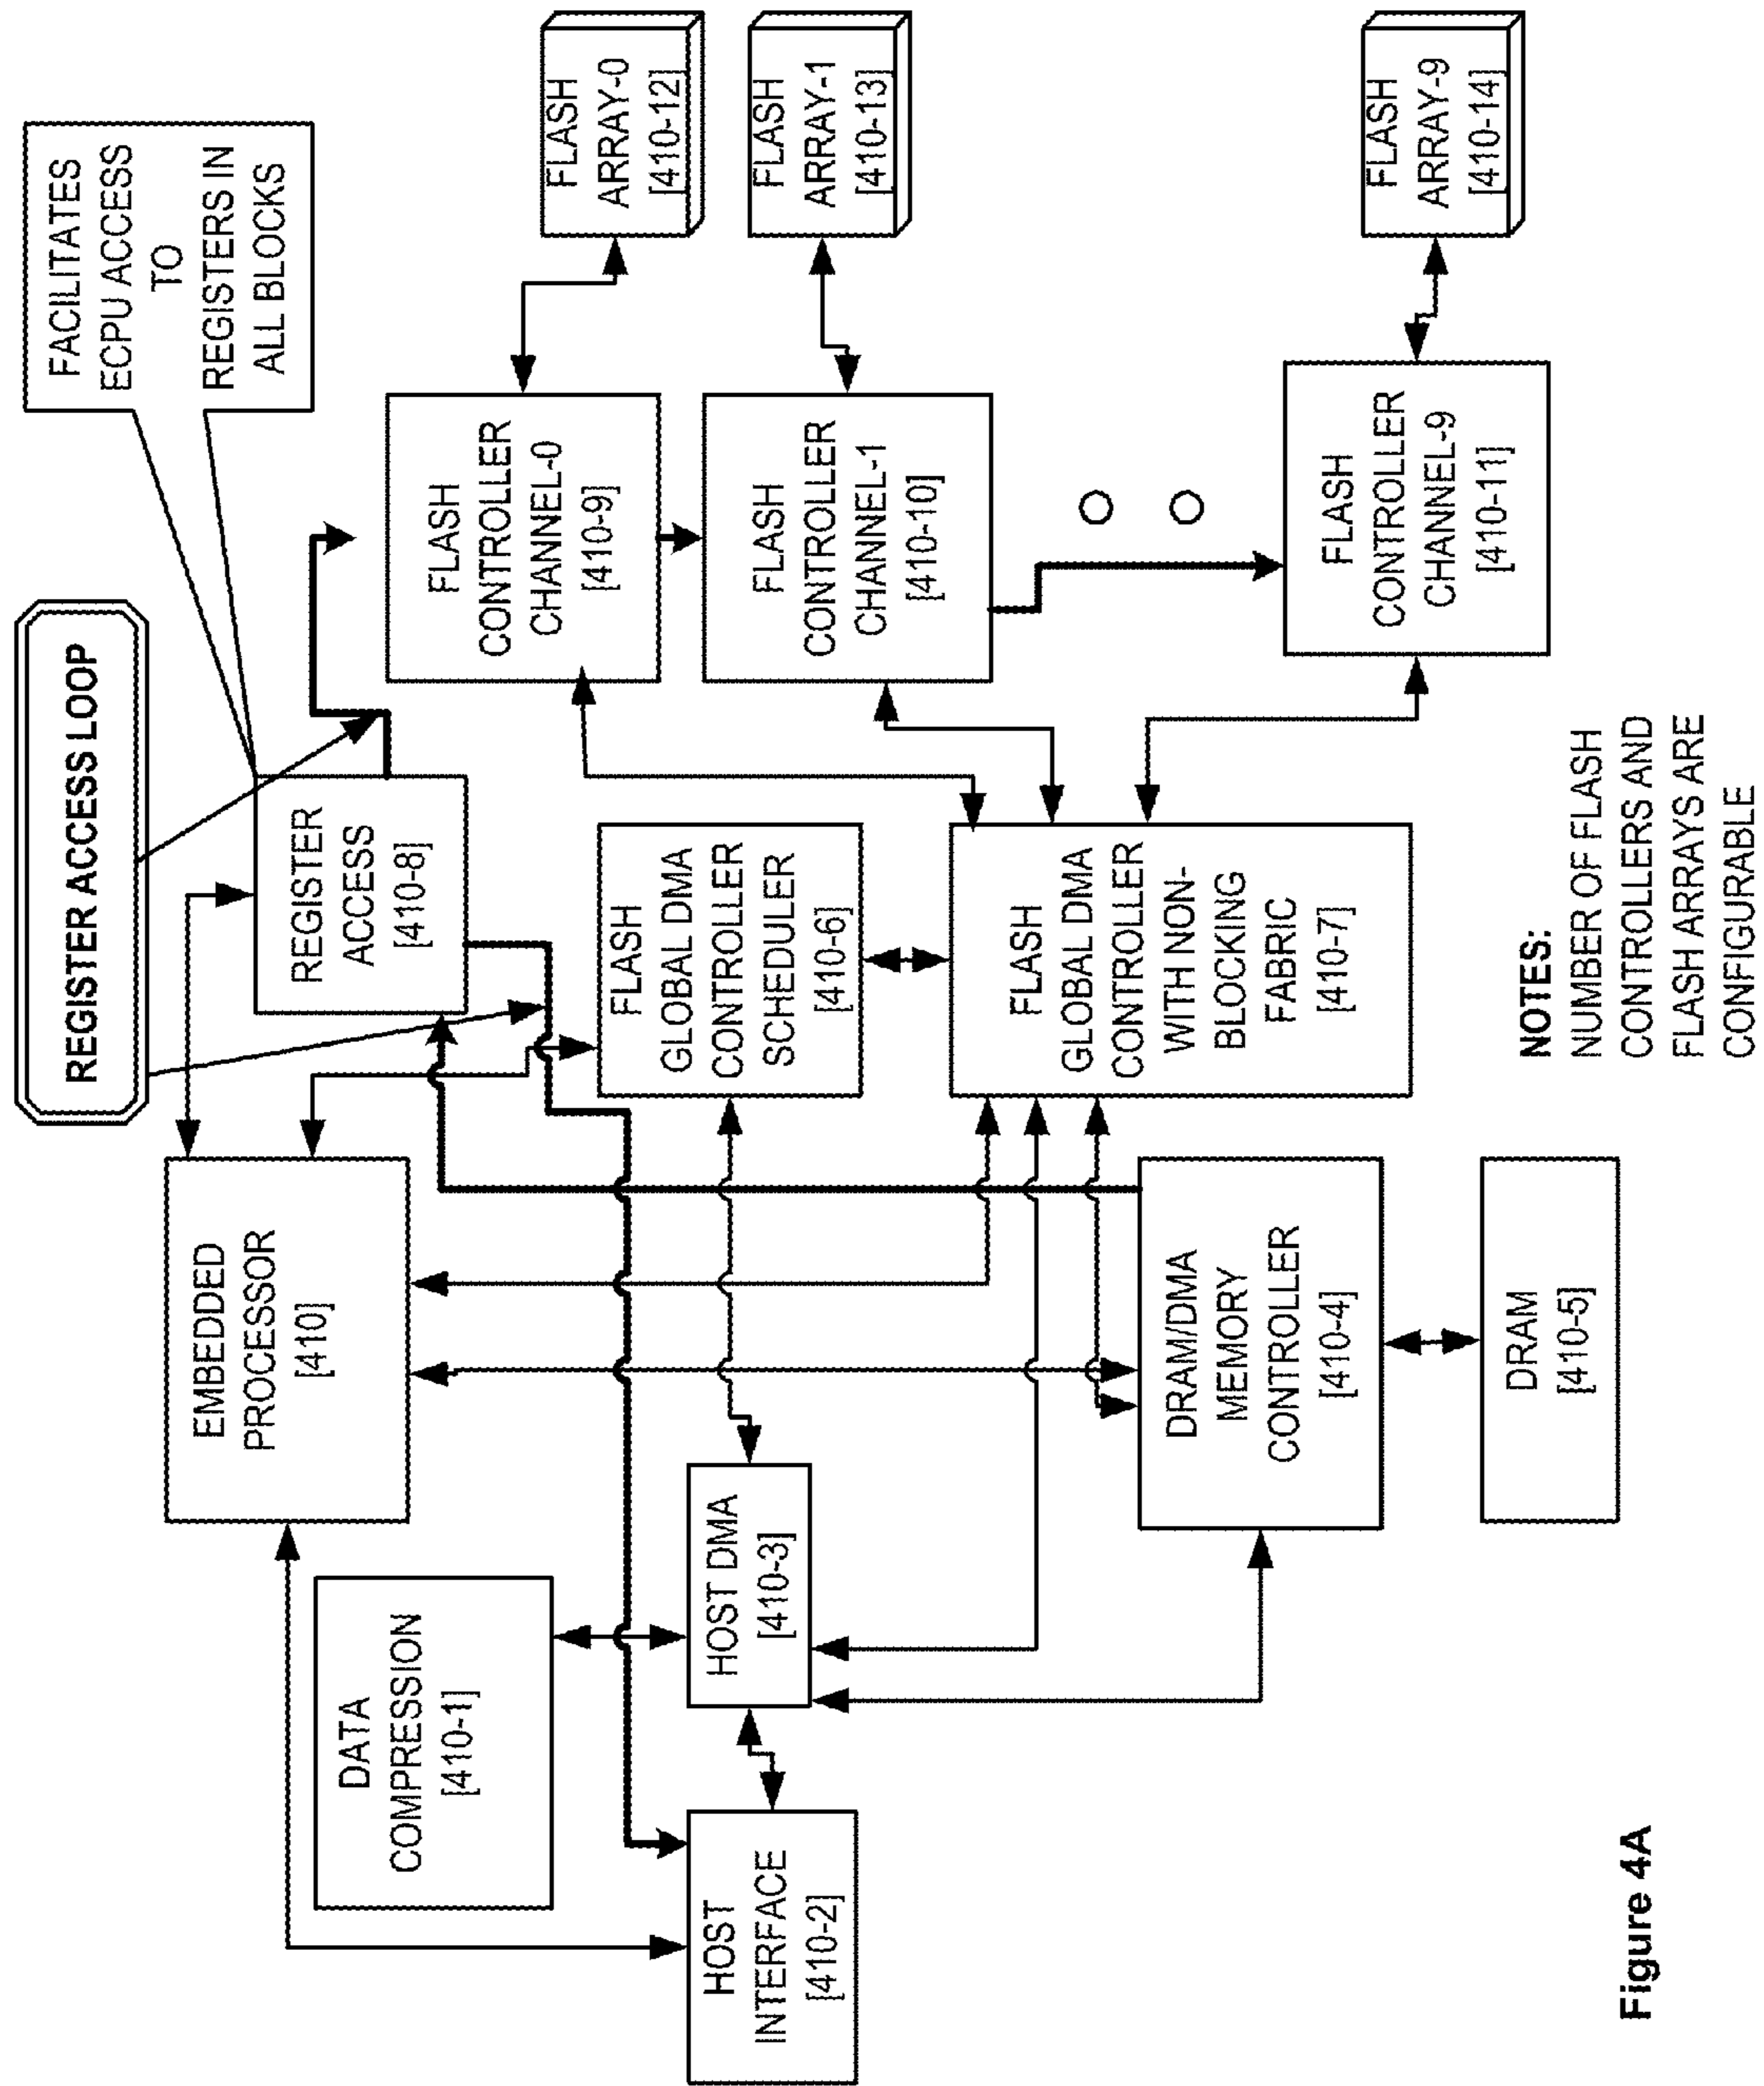 REGISTER ACCESS LOOP
FACILITATES
ECPU ACCESS
TO
REGISTERS IN
ALL BLOCKS
EMBEDDED
PROCESSOR
[410]
REGISTER
ACCESS
[410-8]
DATA
COMPRESSION
[410-1]
FLASH
CONTROLLER
CHANNEL-0
[410-9]
FLASH
ARRAY-0
[410-12]
FLASH
GLOBAL DMA
CONTROLLER
SCHEDULER
[410-6]
HOST
INTERFACE
[410-2]
HOST DMA
[410-3]
FLASH
CONTROLLER
CHANNEL-1
[410-10]
FLASH
ARRAY-1
[410-13]
FLASH
GLOBAL DMA
CONTROLLER
WITH NON-
BLOCKING
FABRIC
[410-7]
DRAM/DMA
MEMORY
CONTROLLER
[410-4]
FLASH
CONTROLLER
CHANNEL-9
[410-11]
FLASH
ARRAY-9
[410-14]
DRAM
[410-5]
NOTES:
NUMBER OF FLASH
CONTROLLERS AND
FLASH ARRAYS ARE
CONFIGURABLE
Figure 4A